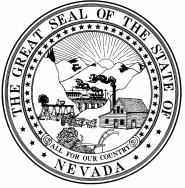 THE GREAT SEAL OF THE STATE OF
NEVADA
ALL FOR OUR COUNTRY